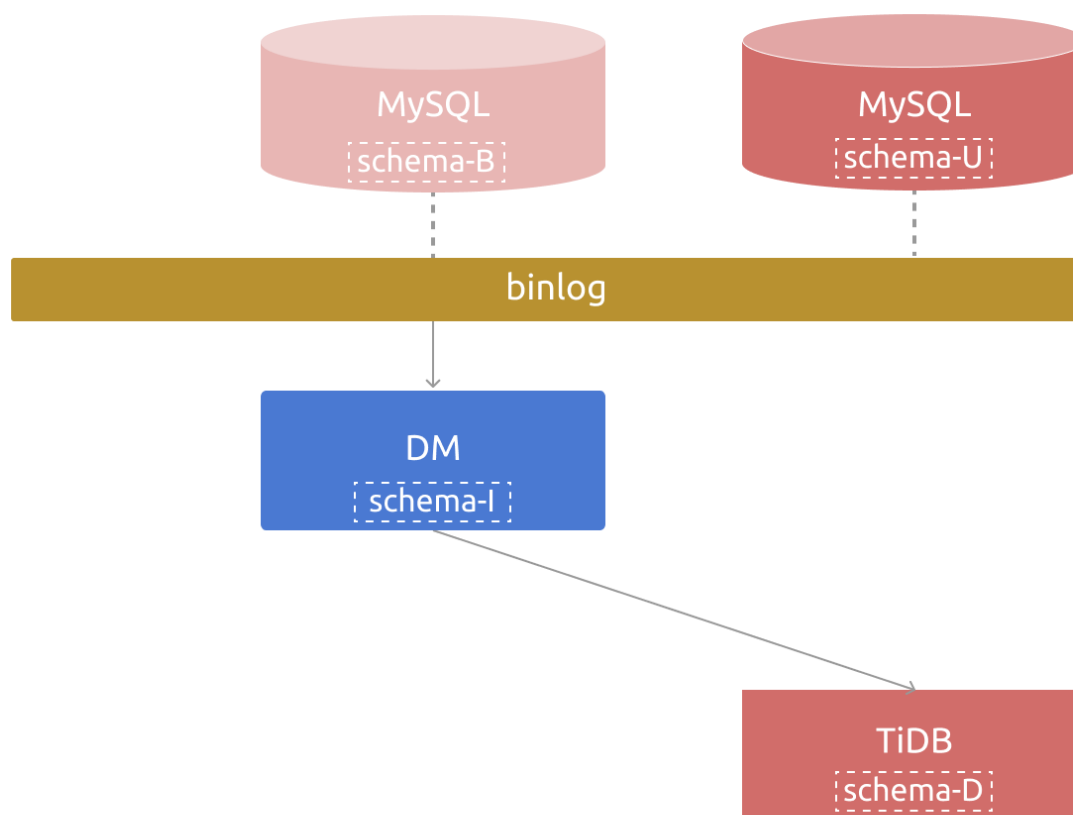 MySQL
schema-B
MySQL
schema-U
binlog
DM
schema-I
TiDB
schema-D